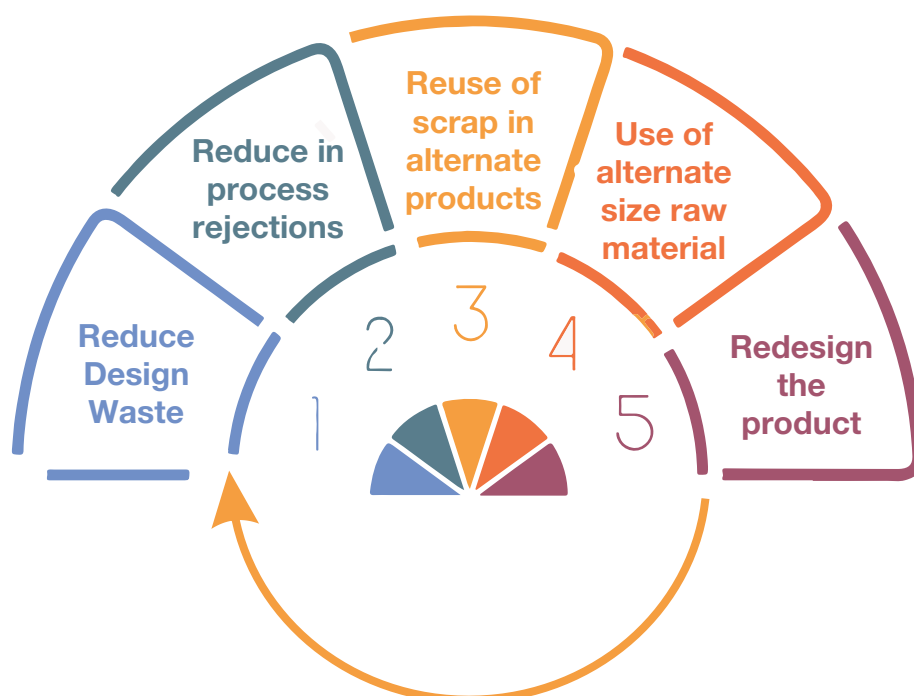 Reduce
Design
Waste
1
Reduce in
process
rejections
2
Reuse of
scrap in
alternate
products
3
Use of
alternate
size raw
material
4
Redesign
the
product
5